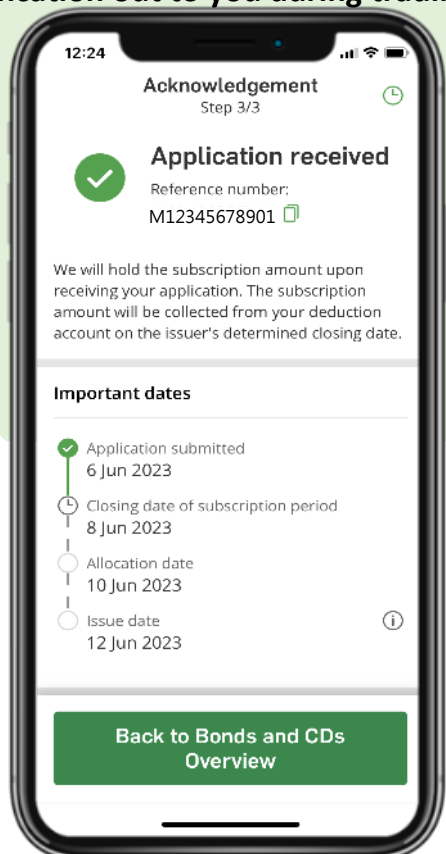 to you during
12:24
Acknowledgement
Step 3/3
Application received
Reference number:
M12345678901
We will hold the subscription amount upon
receiving your application. The subscription
amount will be collected from your deduction
account on the issuer's determined closing date.
Important dates
Application submitted
6 Jun 2023
Closing date of subscription period
8 Jun 2023
Allocation date
10 Jun 2023
Issue date
12 Jun 2023
Back to Bonds and CDs
Overview